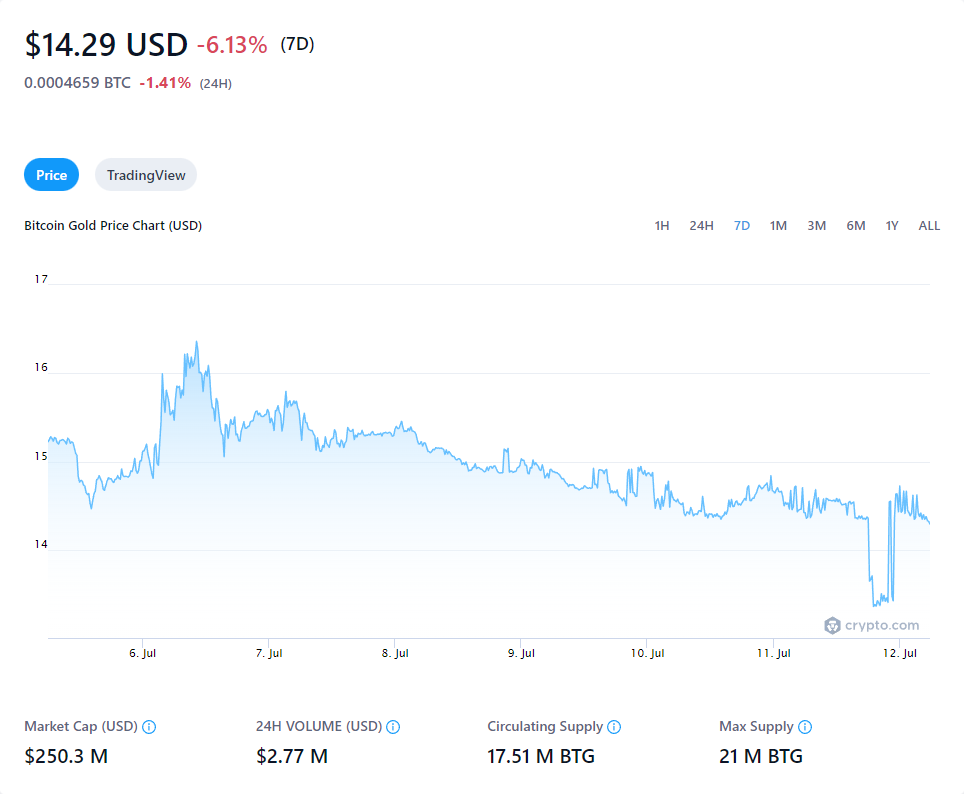 $14.29 USD -6.13% (7D)
0.0004659 BTC -1.41% (24H)
Price TradingView
Bitcoin Gold Price Chart (USD) 1H 24H 7D 1M 3M 6M 1Y ALL
17
16
15
14
crypto.com
6. Jul 7. Jul 8. Jul 9. Jul 10. Jul 11. Jul 12. Jul
Market Cap (USD) 24H VOLUME (USD) Circulating Supply Max Supply
$250.3 M $2.77 M 17.51 M BTG 21 M BTG